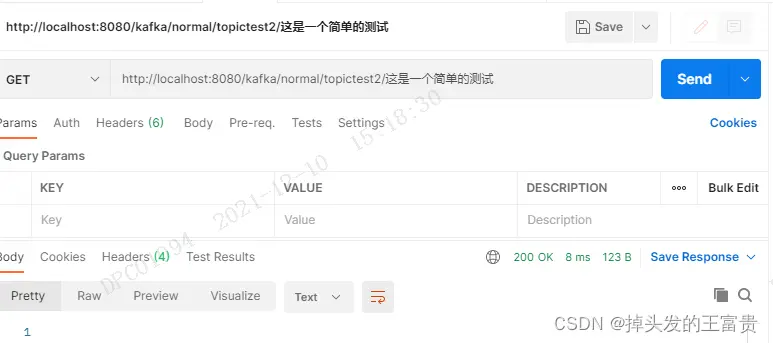 http://localhost:8080/kafka/normal/topictest2/这是一个简单的测试
Save
GET
http://localhost:8080/kafka/normal/topictest2/这是一个简单的测试
Send
Params Auth Headers (6) Body Pre-req. Tests Settings Cookies
Query Params
KEY VALUE DESCRIPTION Bulk Edit
Key Value Description
Body Cookies Headers (4) Test Results 200 OK 8 ms 123 B Save Response
Pretty Raw Preview Visualize Text
1
DPC01094 2021-12-10 15:18:30
CSDN @掉头发的王富贵